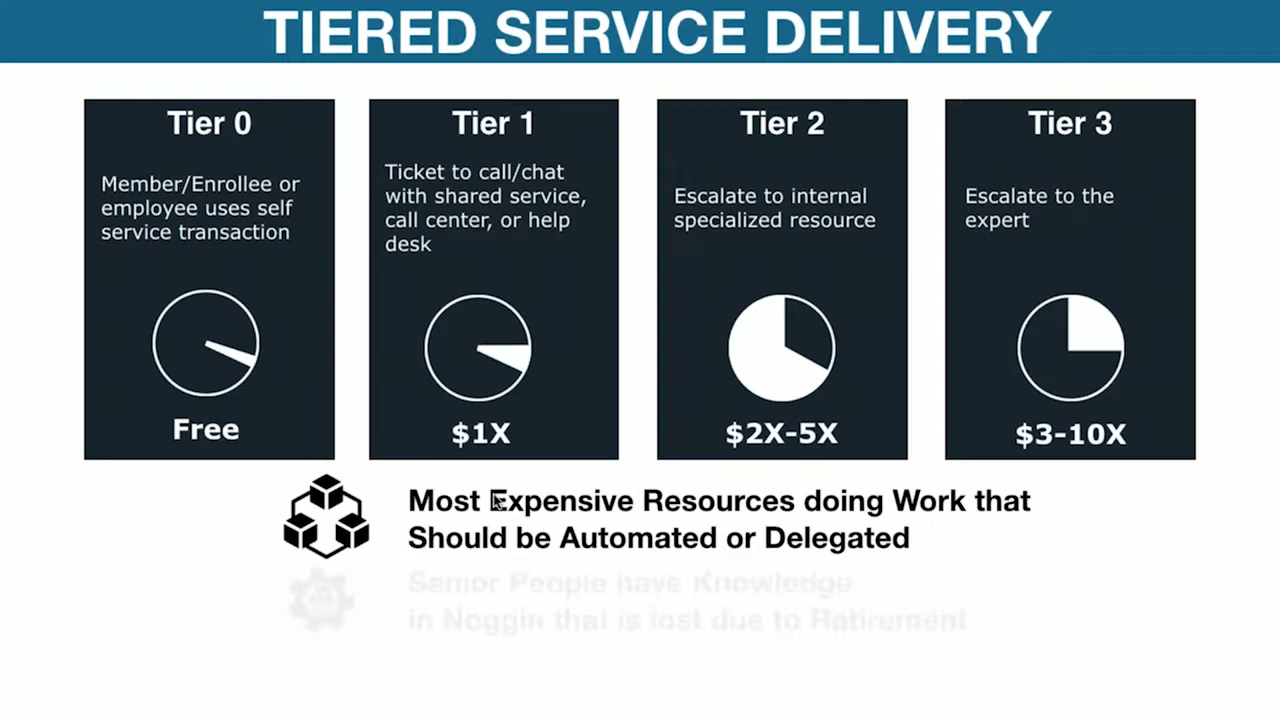 TIERED SERVICE DELIVERY
Tier 0
Member/Enrollee or
employee uses self
service transaction
Free
Tier 1
Ticket to call/chat
with shared service,
call center, or help
desk
$1X
Tier 2
Escalate to internal
specialized resource
$2X-5X
Tier 3
Escalate to the
expert
$3-10X
Most Expensive Resources doing Work that
Should be Automated or Delegated
Senior People have Knowledge
in Noggin that is lost due to Retirement